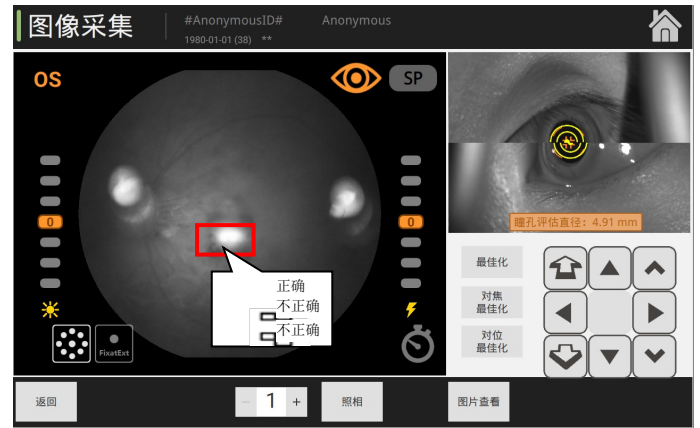 图像采集
#AnonymousID# Anonymous
1980-01-01 (38) **
OS
SP
0
0
瞳孔评估直径: 4.91 mm
正确
不正确
不正确
FixatExt
最佳化
对焦
最佳化
对位
最佳化
返回
− 1 +
照相
图片查看